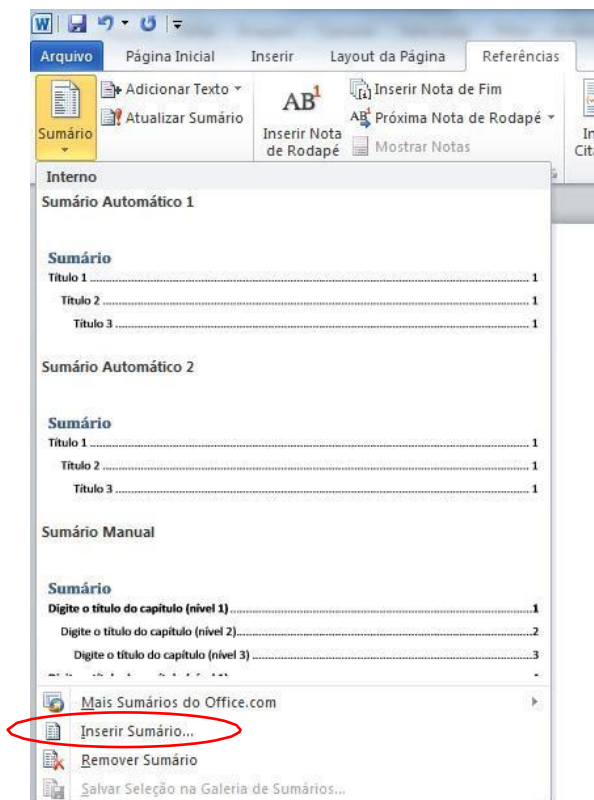 W
Arquivo Página Inicial Inserir Layout da Página Referências
Adicionar Texto
Atualizar Sumário
Sumário
AB1
Inserir Nota
de Rodapé
Inserir Nota de Fim
AB Próxima Nota de Rodapé
Mostrar Notas
In
Cit
Interno
Sumário Automático 1
Sumário
Título 1 1
Título 2 1
Título 3 1
Sumário Automático 2
Sumário
Título 1 1
Título 2 1
Título 3 1
Sumário Manual
Sumário
Digite o título do capítulo (nível 1) 1
Digite o título do capítulo (nível 2) 2
Digite o título do capítulo (nível 3) 3
Mais Sumários do Office.com
Inserir Sumário...
Remover Sumário
Salvar Seleção na Galeria de Sumários...